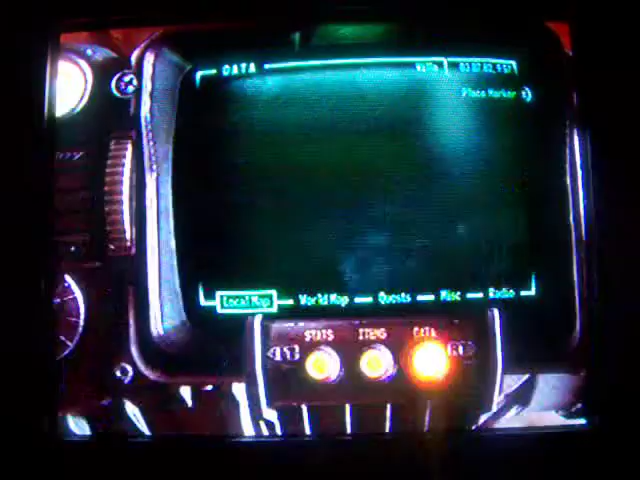 DATA
Place Marker
Local Map World Map Quests Misc Radio
STATS ITEMS DATA